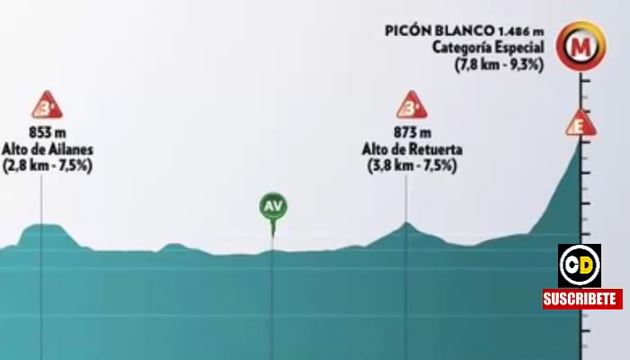 PICÓN BLANCO 1.486 m
Categoría Especial
(7,8 km - 9,3%)
M
3ª
853 m
Alto de Ailanes
(2,8 km - 7,5%)
3ª
873 m
Alto de Retuerta
(3,8 km - 7,5%)
E
AV
CD
SUSCRIBETE